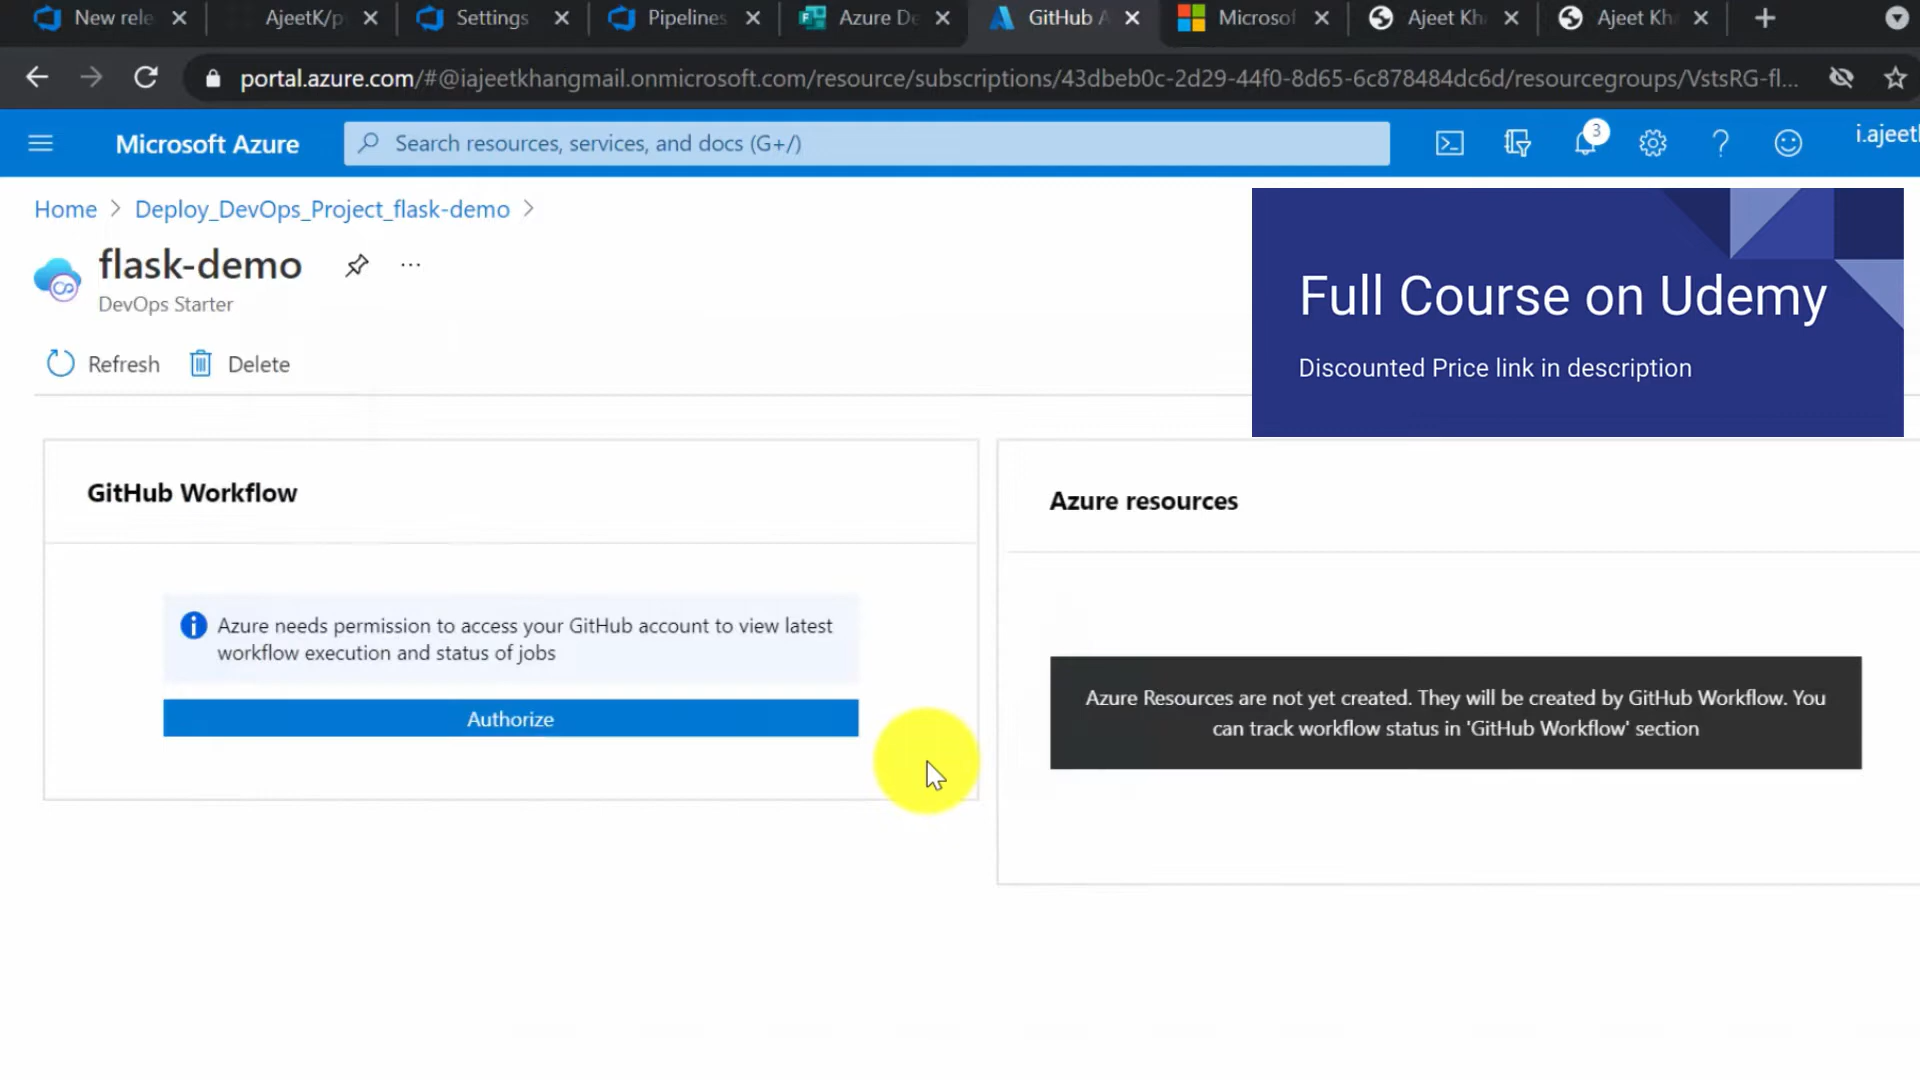 New rele
AjeetK/p
Settings
Pipelines
Azure De
GitHub A
Microsof
Ajeet Kh
Ajeet Kh
portal.azure.com/#@iajeetkhangmail.onmicrosoft.com/resource/subscriptions/43dbeb0c-2d29-44f0-8d65-6c878484dc6d/resourcegroups/VstsRG-fl...
Microsoft Azure
Search resources, services, and docs (G+/)
3
i.ajeetl
Home > Deploy_DevOps_Project_flask-demo >
flask-demo
...
DevOps Starter
Refresh
Delete
Full Course on Udemy
Discounted Price link in description
GitHub Workflow
Azure needs permission to access your GitHub account to view latest
workflow execution and status of jobs
Authorize
Azure resources
Azure Resources are not yet created. They will be created by GitHub Workflow. You
can track workflow status in 'GitHub Workflow' section